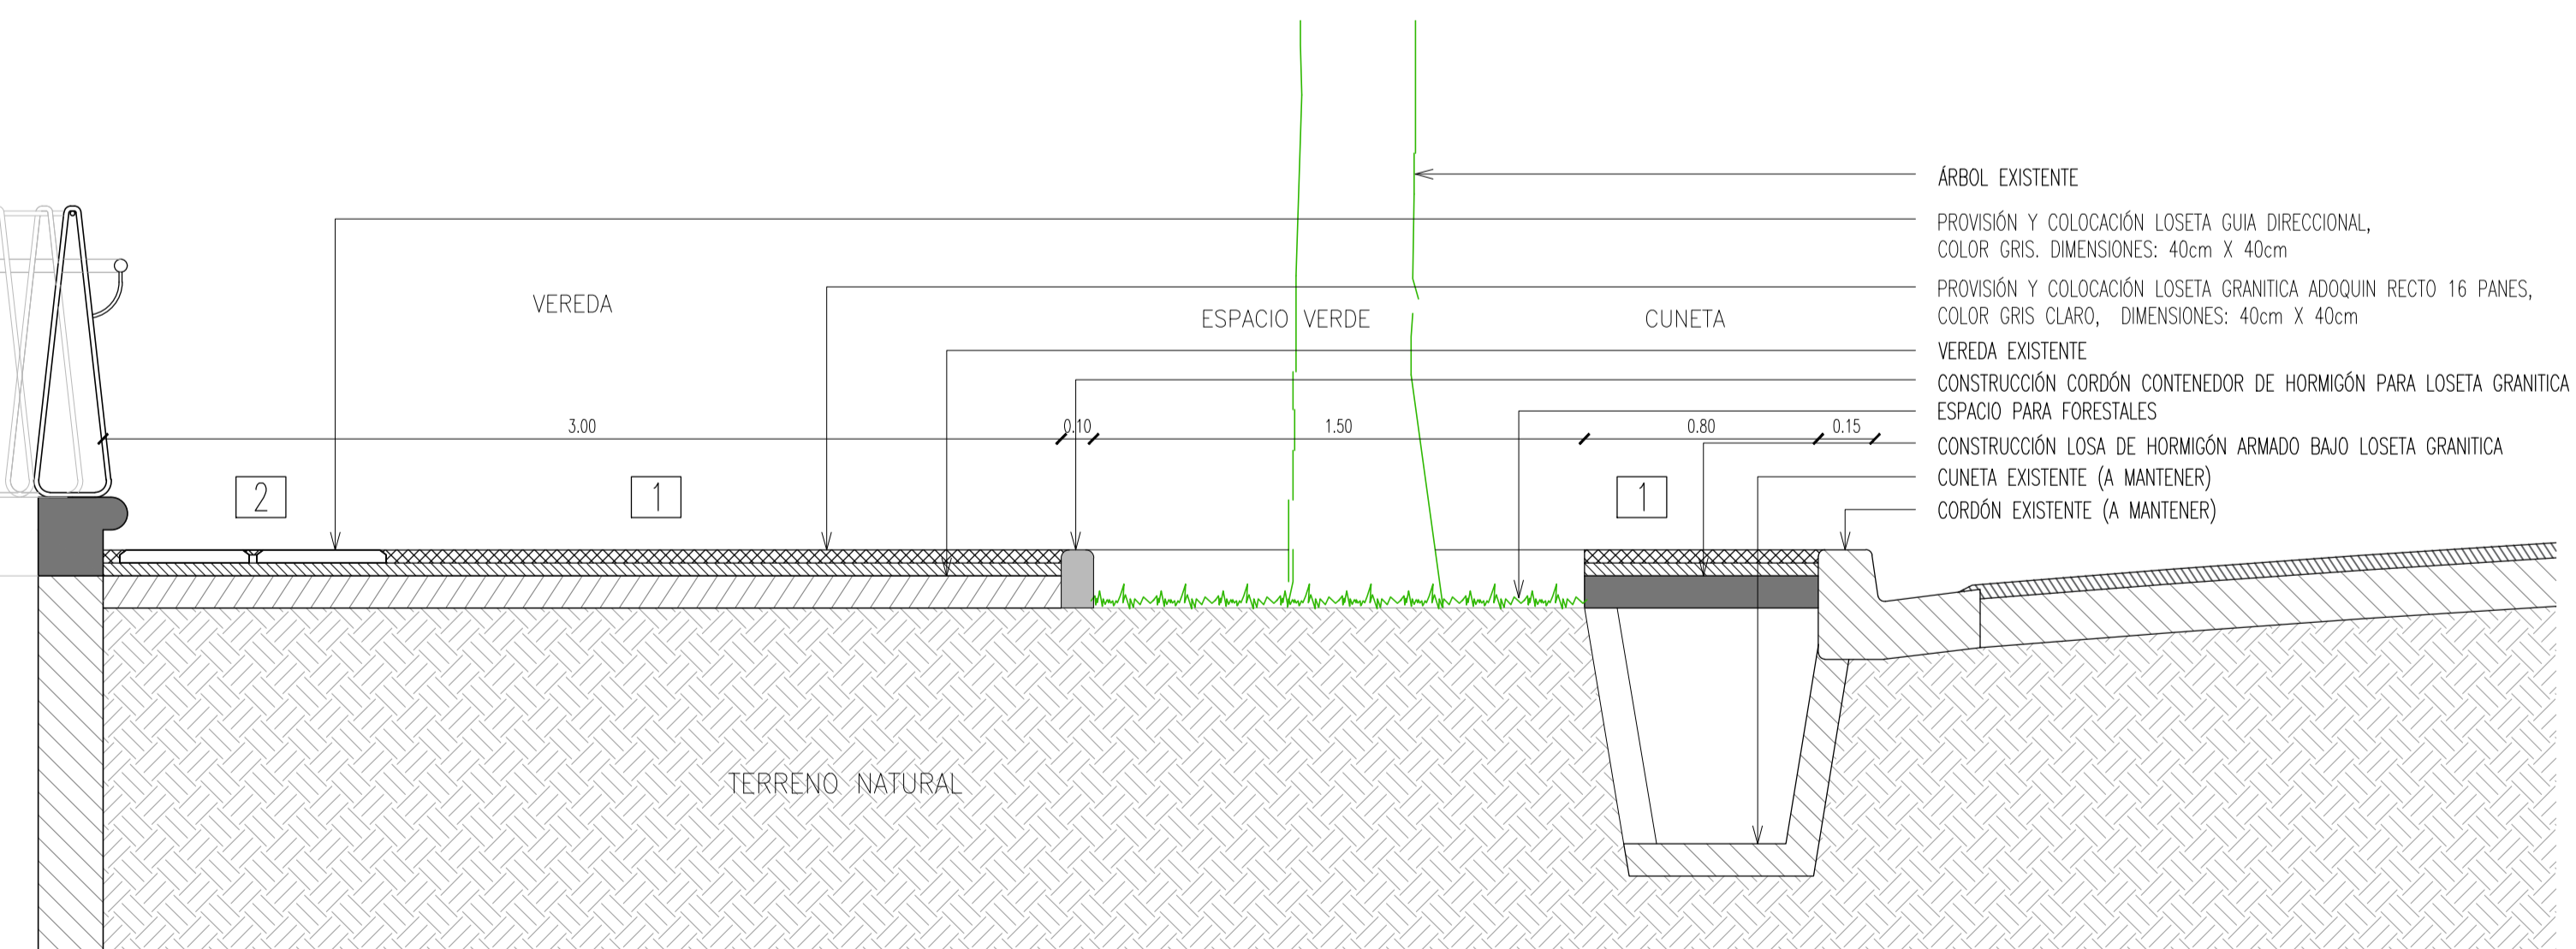 ÁRBOL EXISTENTE
PROVISIÓN Y COLOCACIÓN LOSETA GUIA DIRECCIONAL,
COLOR GRIS. DIMENSIONES: 40cm X 40cm
PROVISIÓN Y COLOCACIÓN LOSETA GRANITICA ADOQUIN RECTO 16 PANES,
COLOR GRIS CLARO, DIMENSIONES: 40cm X 40cm
VEREDA EXISTENTE
CONSTRUCCIÓN CORDÓN CONTENEDOR DE HORMIGÓN PARA LOSETA GRANITICA
ESPACIO PARA FORESTALES
CONSTRUCCIÓN LOSA DE HORMIGÓN ARMADO BAJO LOSETA GRANITICA
CUNETA EXISTENTE (A MANTENER)
CORDÓN EXISTENTE (A MANTENER)
VEREDA
ESPACIO VERDE
CUNETA
3.00
0.10
1.50
0.80
0.15
2
1
1
TERRENO NATURAL